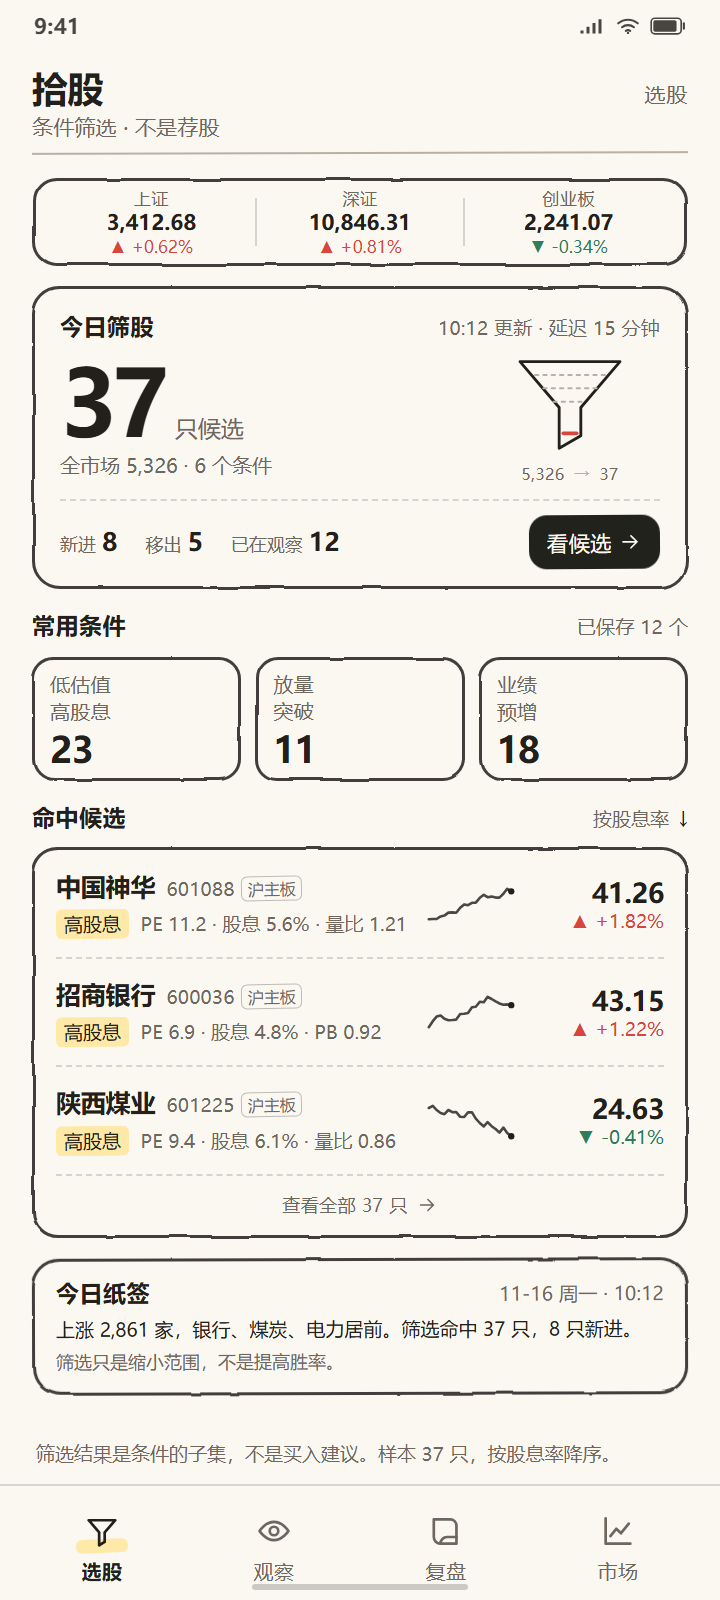 9:41
拾股
选股
条件筛选 · 不是荐股
上证 深证 创业板
3,412.68 10,846.31 2,241.07
▲ +0.62% ▲ +0.81% ▼ -0.34%
今日筛股
10:12 更新 · 延迟 15 分钟
37 只候选
全市场 5,326 · 6 个条件
5,326 → 37
新进 8 移出 5 已在观察 12
看候选 →
常用条件
已保存 12 个
低估值
高股息
23
放量
突破
11
业绩
预增
18
命中候选
按股息率 ↓
中国神华 601088 沪主板
高股息 PE 11.2 · 股息 5.6% · 量比 1.21
41.26
▲ +1.82%
招商银行 600036 沪主板
高股息 PE 6.9 · 股息 4.8% · PB 0.92
43.15
▲ +1.22%
陕西煤业 601225 沪主板
高股息 PE 9.4 · 股息 6.1% · 量比 0.86
24.63
▼ -0.41%
查看全部 37 只 →
今日纸签
11-16 周一 · 10:12
上涨 2,861 家，银行、煤炭、电力居前。筛选命中 37 只，8 只新进。
筛选只是缩小范围，不是提高胜率。
筛选结果是条件的子集，不是买入建议。样本 37 只，按股息率降序。
选股 观察 复盘 市场